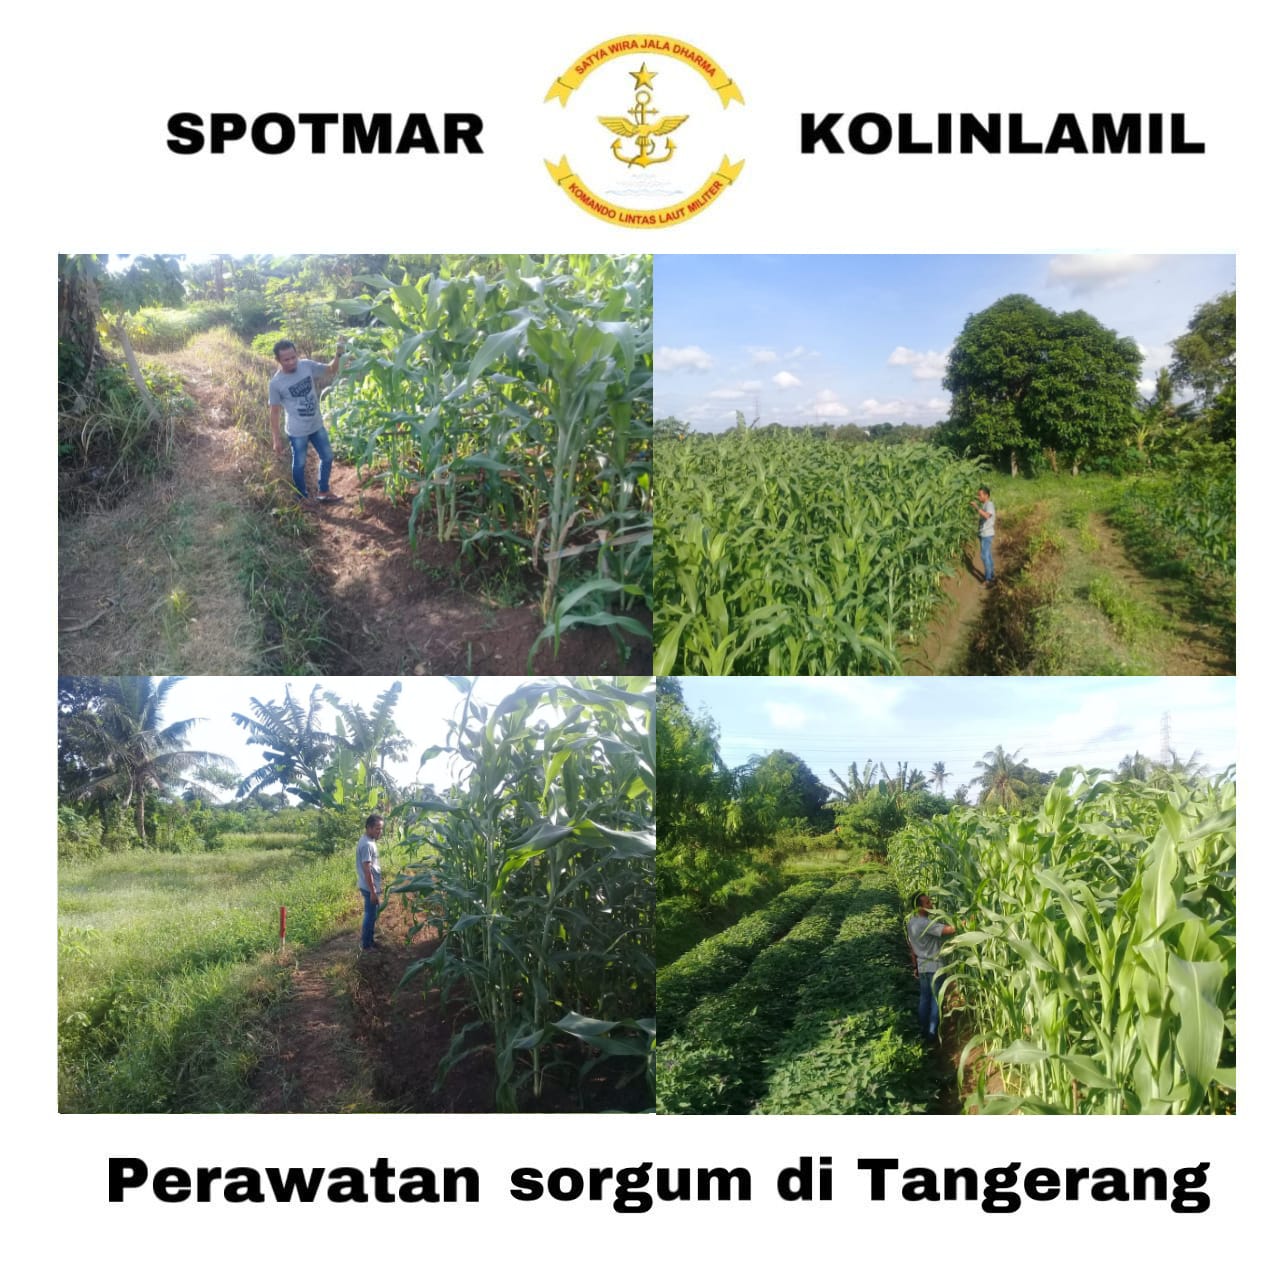 SATYA WIRA JALA DHARMA
SPOTMAR KOLINLAMIL
KOMANDO LINTAS LAUT MILITER
Perawatan sorgum di Tangerang